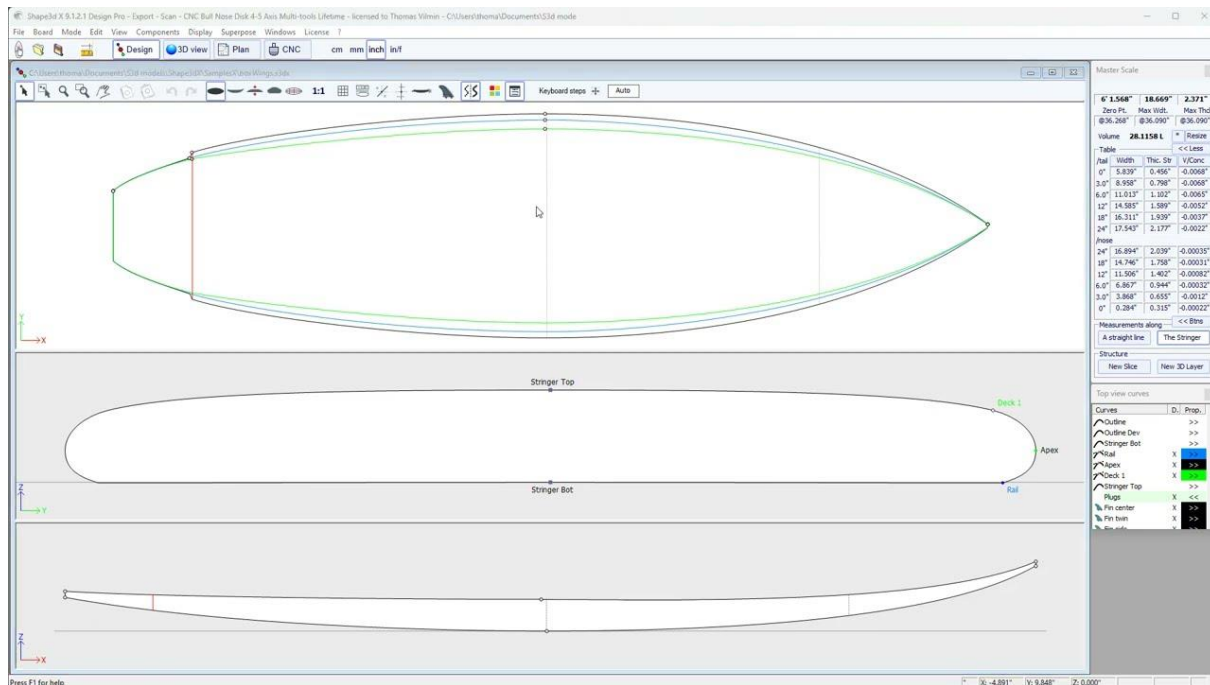 Shape3d X 9.1.2.1 Design Pro - Export - Scan - CNC Bull Nose Disk 4-5 Axis Multi-tools Lifetime - licensed to Thomas Vilmin - C:\Users\thoma\Documents\S3d mode
File Board Mode Edit View Components Display Superpose Windows License ?
Design 3D view Plan CNC cm mm inch in/f
1:1 Keyboard steps Auto
Y
X
Stringer Top
Deck 1
Apex
Stringer Bot
Rail
Z
Y
Z
X
Press F1 for help
X: -4.891" Y: 9.848" Z: 0.000"
Master Scale
6' 1.568" 18.669" 2.371"
Zero Pt. Max Wdt. Max Thd
@36.268" @36.090" @36.090"
Volume 28.1158 L * Resize
Table << Less
/tail Width Thic. Str V/Conc
0" 5.839" 0.456" -0.0068"
3.0" 8.958" 0.798" -0.0068"
6.0" 11.013" 1.102" -0.0065"
12" 14.585" 1.589" -0.0052"
18" 16.311" 1.939" -0.0037"
24" 17.543" 2.177" -0.0022"
/nose
24" 16.894" 2.039" -0.00035"
18" 14.746" 1.758" -0.00031"
12" 11.506" 1.402" -0.00082"
6.0" 6.867" 0.944" -0.00032"
3.0" 3.868" 0.655" -0.0012"
0" 0.284" 0.315" -0.00022"
<< Btns
Measurements along
A straight line The Stringer
Structure
New Slice New 3D Layer
Top view curves
Curves D. Prop.
Outline >>
Outline Dev >>
Stringer Bot >>
Rail X >>
Apex X >>
Deck 1 X >>
Stringer Top >>
Plugs X <<
Fin center X >>
Fin twin X >>